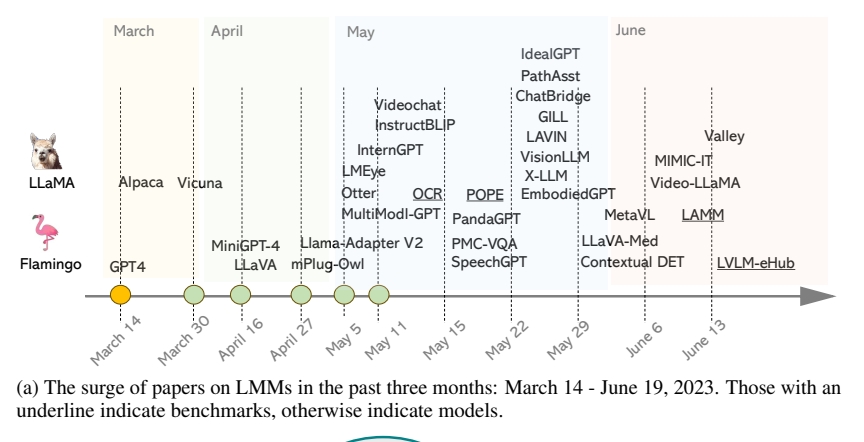 March
April
May
June
IdealGPT
PathAsst
ChatBridge
Videochat
GILL
InstructBLIP
LAVIN
Valley
InternGPT
VisionLLM
MIMIC-IT
LMEye
X-LLM
LLaMA
Alpaca
Vicuna
Video-LLaMA
Otter
OCR
POPE
EmbodiedGPT
MultiModl-GPT
PandaGPT
MetaVL
LAMM
MiniGPT-4
Llama-Adapter V2
PMC-VQA
LLaVA-Med
Flamingo
GPT4
LLaVA
mPlug-Owl
SpeechGPT
Contextual DET
LVLM-eHub
March 14
March 30
April 16
April 27
May 5
May 11
May 15
May 22
May 29
June 6
June 13
(a) The surge of papers on LMMs in the past three months: March 14 - June 19, 2023. Those with an
underline indicate benchmarks, otherwise indicate models.